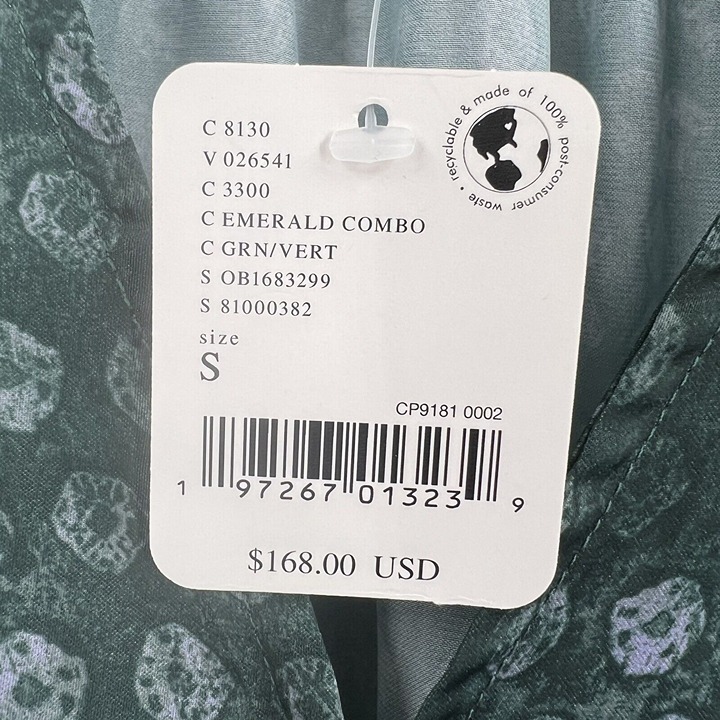 C 8130
V 026541
C 3300
C EMERALD COMBO
C GRN/VERT
S OB1683299
S 81000382
size
S
recyclable & made of 100% post-consumer waste •
CP9181 0002
1 97267 01323 9
$168.00 USD